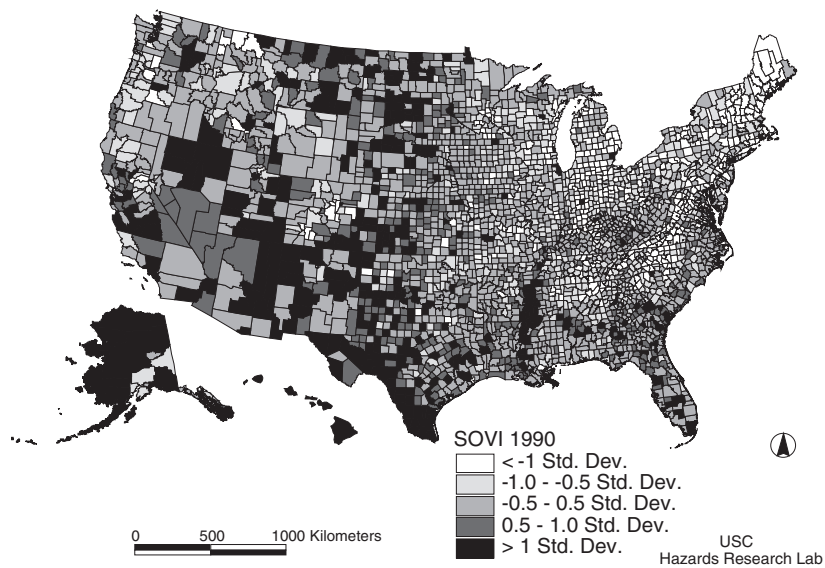 SOVI 1990
< -1 Std. Dev.
-1.0 - -0.5 Std. Dev.
-0.5 - 0.5 Std. Dev.
0.5 - 1.0 Std. Dev.
> 1 Std. Dev.
0 500 1000 Kilometers
USC
Hazards Research Lab